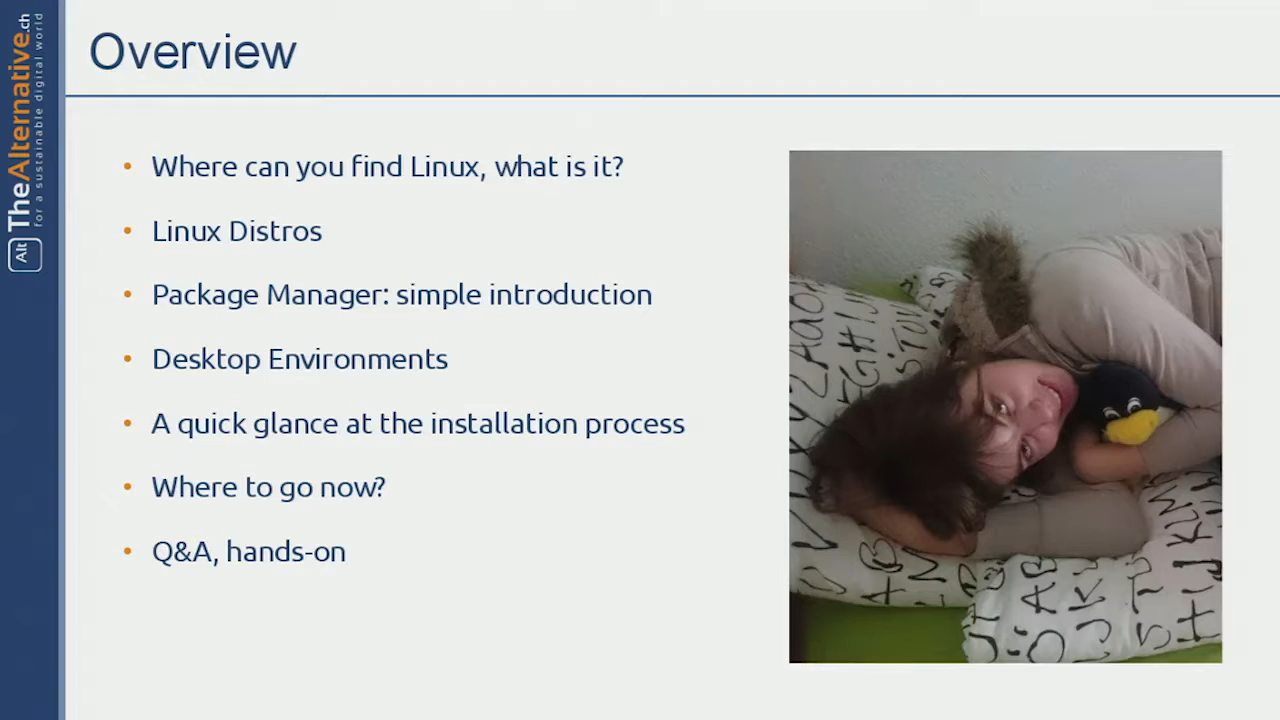 TheAlternative.ch
for a sustainable digital world
Alt
Overview
Where can you find Linux, what is it?
Linux Distros
Package Manager: simple introduction
Desktop Environments
A quick glance at the installation process
Where to go now?
Q&A, hands-on